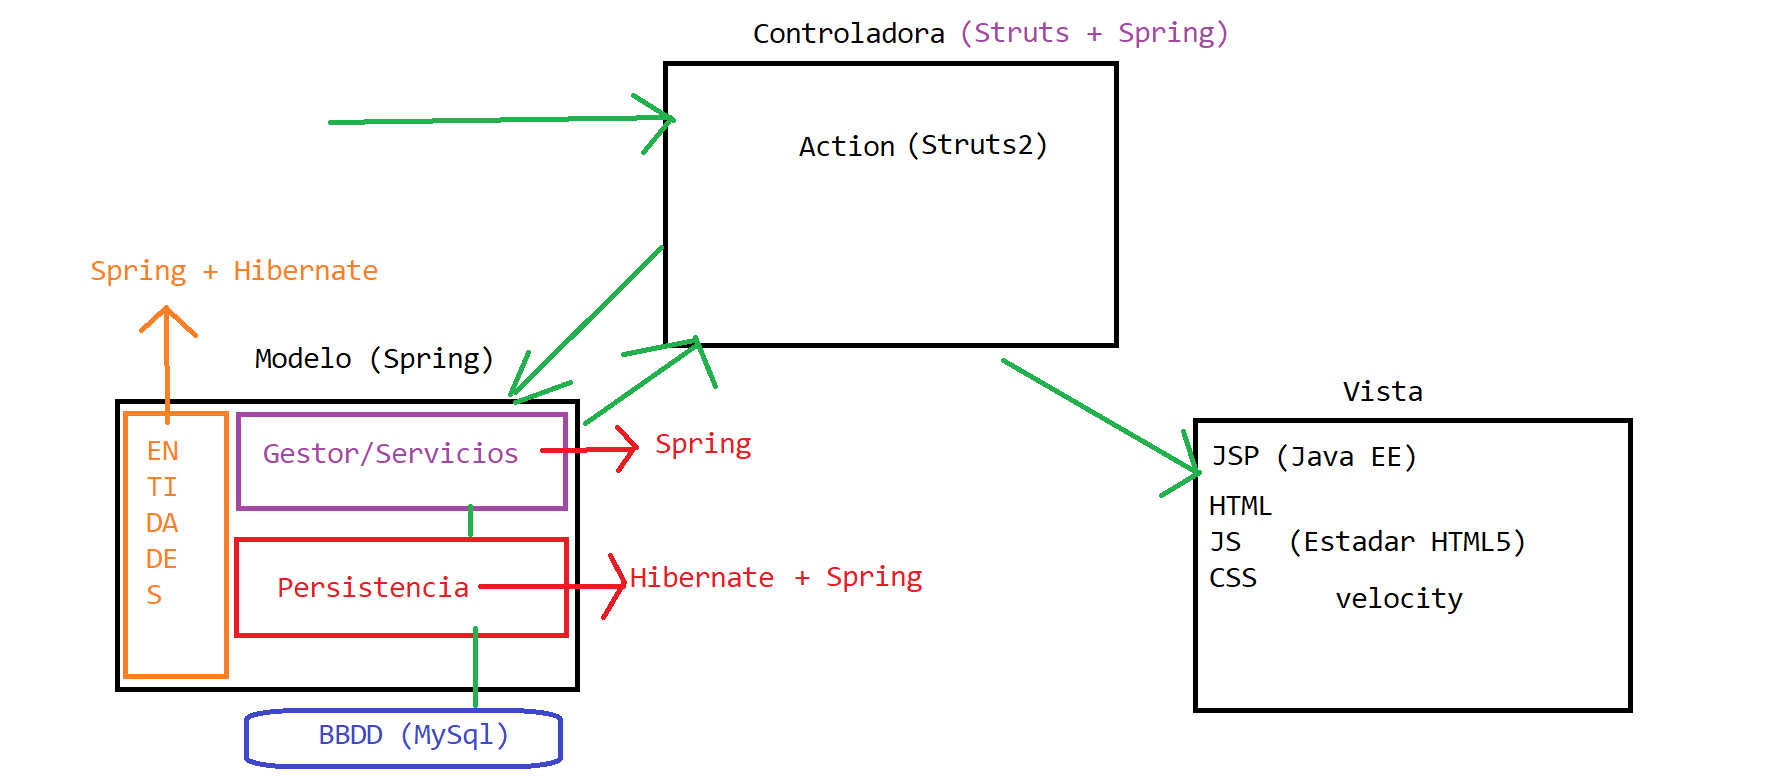 Controladora (Struts + Spring)
Action (Struts2)
Spring + Hibernate
Modelo (Spring)
EN
TI
DA
DE
S
Gestor/Servicios
Spring
Persistencia
Hibernate + Spring
BBDD (MySql)
Vista
JSP (Java EE)
HTML
JS (Estadar HTML5)
CSS
velocity